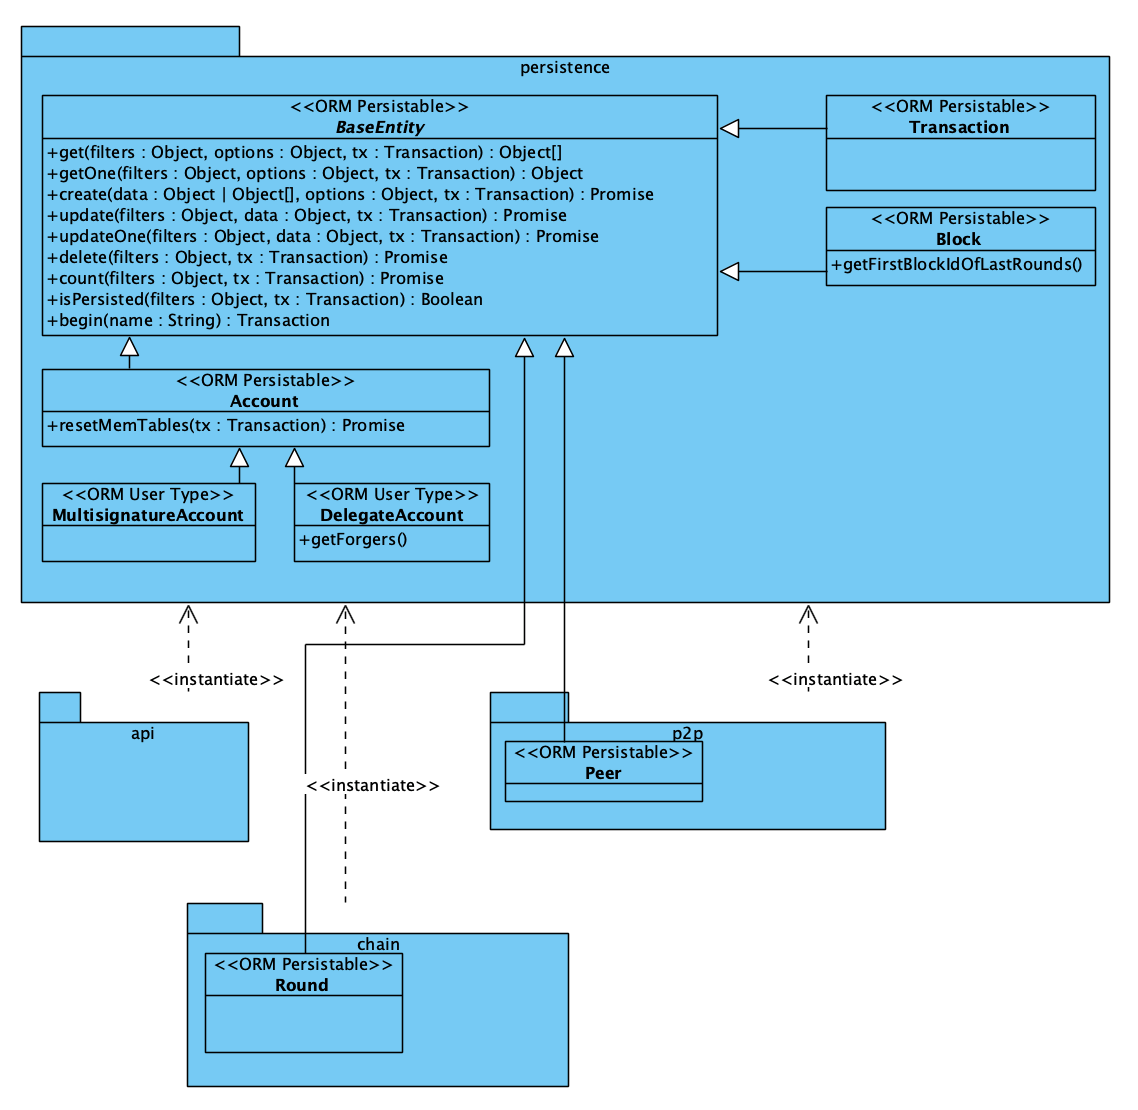 persistence
<<ORM Persistable>>
BaseEntity
+get(filters : Object, options : Object, tx : Transaction) : Object[]
+getOne(filters : Object, options : Object, tx : Transaction) : Object
+create(data : Object | Object[], options : Object, tx : Transaction) : Promise
+update(filters : Object, data : Object, tx : Transaction) : Promise
+updateOne(filters : Object, data : Object, tx : Transaction) : Promise
+delete(filters : Object, tx : Transaction) : Promise
+count(filters : Object, tx : Transaction) : Promise
+isPersisted(filters : Object, tx : Transaction) : Boolean
+begin(name : String) : Transaction
<<ORM Persistable>>
Transaction
<<ORM Persistable>>
Block
+getFirstBlockIdOfLastRounds()
<<ORM Persistable>>
Account
+resetMemTables(tx : Transaction) : Promise
<<ORM User Type>>
MultisignatureAccount
<<ORM User Type>>
DelegateAccount
+getForgers()
<<instantiate>>
<<instantiate>>
api
p2p
<<ORM Persistable>>
Peer
<<instantiate>>
chain
<<ORM Persistable>>
Round